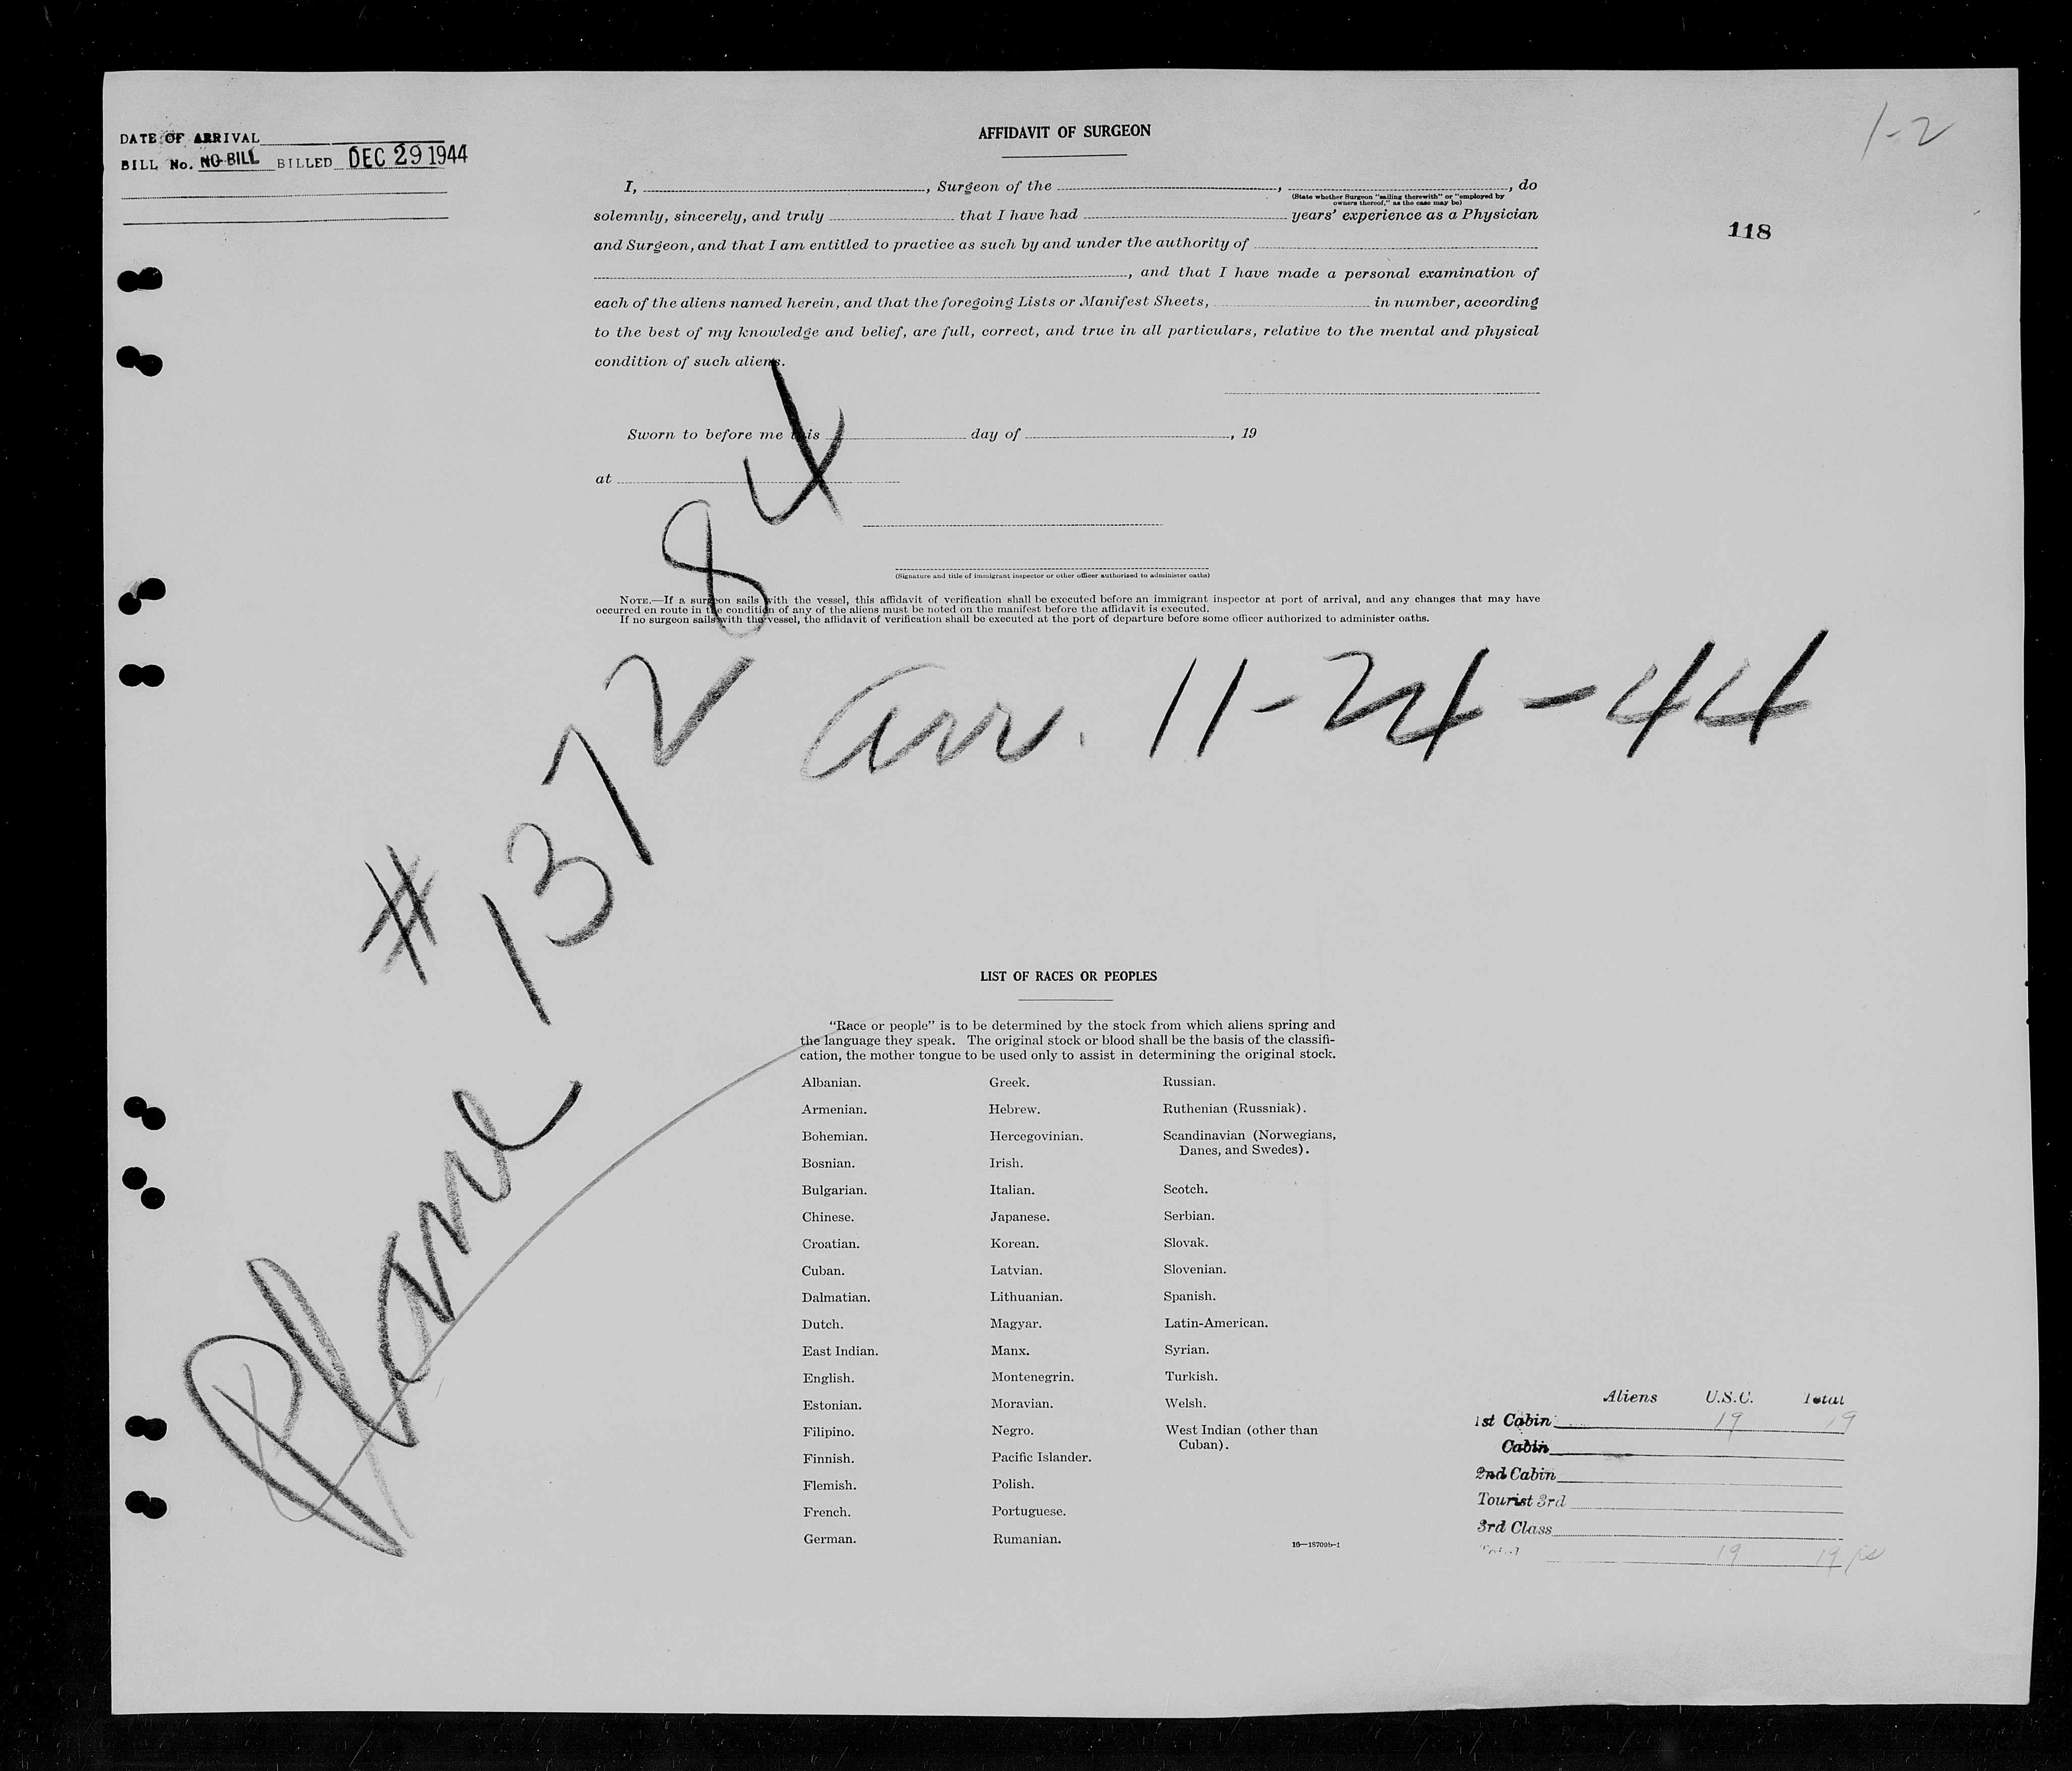 DATE OF ARRIVAL
BILL No. NO BILL BILLED DEC 29 1944
AFFIDAVIT OF SURGEON
1-2
118
I, , Surgeon of the , , do
(State whether Surgeon "sailing therewith" or "employed by
owners thereof," as the case may be)
solemnly, sincerely, and truly that I have had years' experience as a Physician
and Surgeon, and that I am entitled to practice as such by and under the authority of
, and that I have made a personal examination of
each of the aliens named herein, and that the foregoing Lists or Manifest Sheets, in number, according
to the best of my knowledge and belief, are full, correct, and true in all particulars, relative to the mental and physical
condition of such aliens.
Sworn to before me this day of , 19
at
(Signature and title of immigrant inspector or other officer authorized to administer oaths)
NOTE.—If a surgeon sails with the vessel, this affidavit of verification shall be executed before an immigrant inspector at port of arrival, and any changes that may have
occurred en route in the condition of any of the aliens must be noted on the manifest before the affidavit is executed.
If no surgeon sails with the vessel, the affidavit of verification shall be executed at the port of departure before some officer authorized to administer oaths.
arr. 11-24-44
Plane # 137284
LIST OF RACES OR PEOPLES
"Race or people" is to be determined by the stock from which aliens spring and
the language they speak. The original stock or blood shall be the basis of the classifi-
cation, the mother tongue to be used only to assist in determining the original stock.
Albanian.
Armenian.
Bohemian.
Bosnian.
Bulgarian.
Chinese.
Croatian.
Cuban.
Dalmatian.
Dutch.
East Indian.
English.
Estonian.
Filipino.
Finnish.
Flemish.
French.
German.
Greek.
Hebrew.
Hercegovinian.
Irish.
Italian.
Japanese.
Korean.
Latvian.
Lithuanian.
Magyar.
Manx.
Montenegrin.
Moravian.
Negro.
Pacific Islander.
Polish.
Portuguese.
Rumanian.
Russian.
Ruthenian (Russniak).
Scandinavian (Norwegians,
Danes, and Swedes).
Scotch.
Serbian.
Slovak.
Slovenian.
Spanish.
Latin-American.
Syrian.
Turkish.
Welsh.
West Indian (other than
Cuban).
16—18700b-1
Aliens U.S.C. Total
1st Cabin 19 19
Cabin
2nd Cabin
Tourist 3rd
3rd Class
Total 19 19